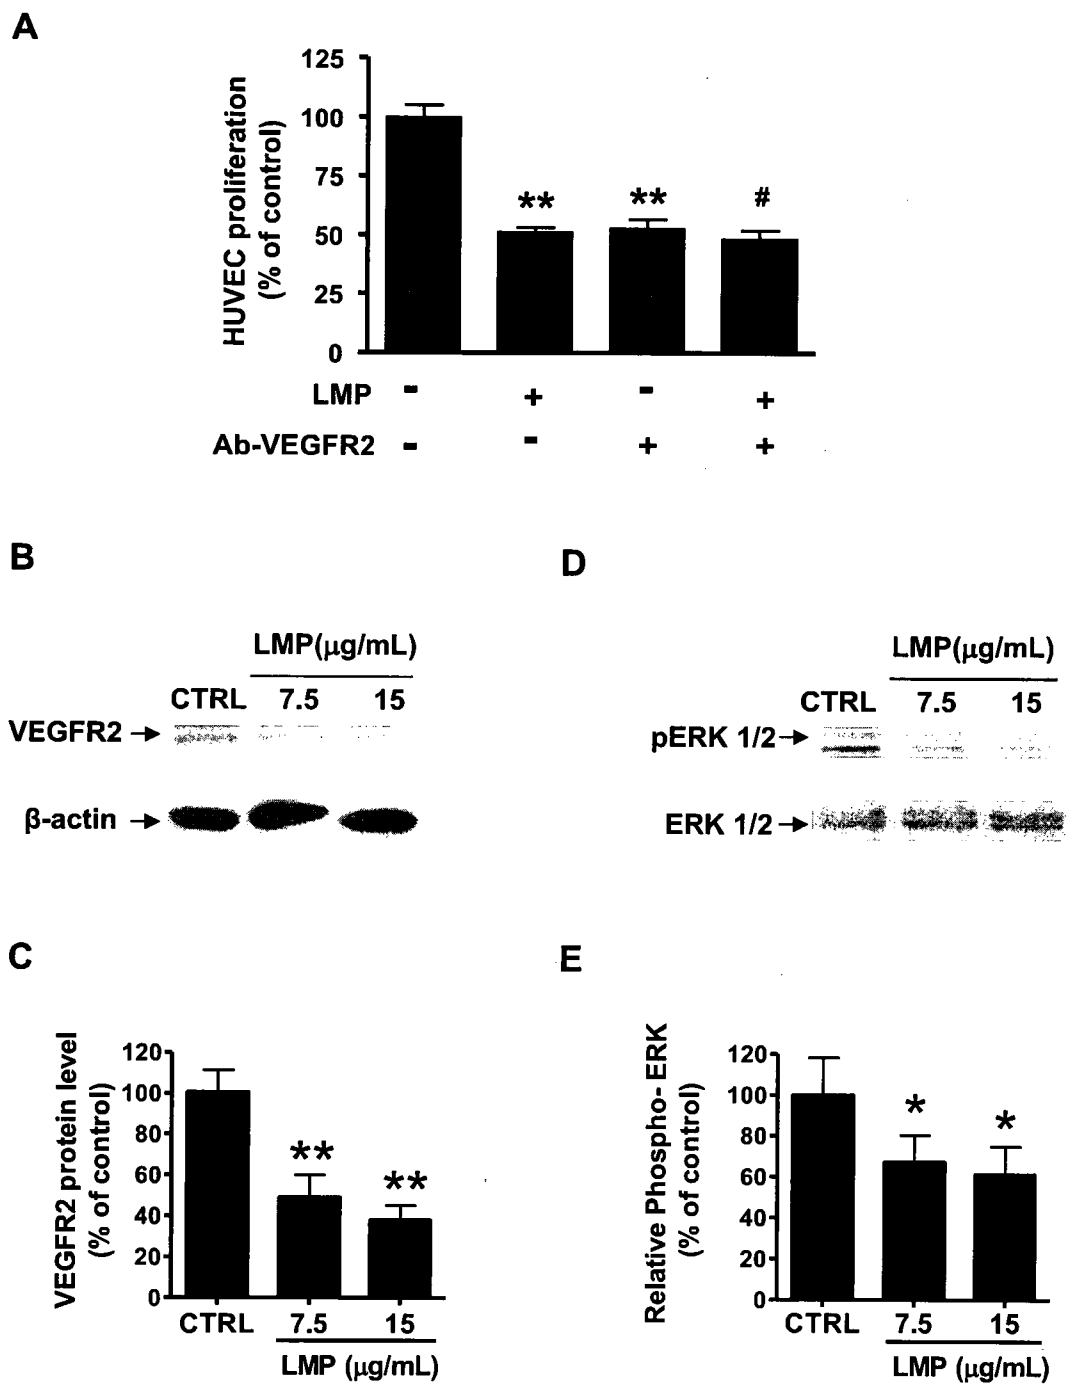 A
HUVEC proliferation
(% of control)
125
100
75
50
25
0
** ** #
LMP - + - +
Ab-VEGFR2 - - + +
B
LMP(μg/mL)
CTRL 7.5 15
VEGFR2
β-actin
D
LMP(μg/mL)
CTRL 7.5 15
pERK 1/2
ERK 1/2
C
VEGFR2 protein level
(% of control)
120
100
80
60
40
20
0
** **
CTRL 7.5 15
LMP (μg/mL)
E
Relative Phospho- ERK
(% of control)
120
100
80
60
40
20
0
* *
CTRL 7.5 15
LMP (μg/mL)